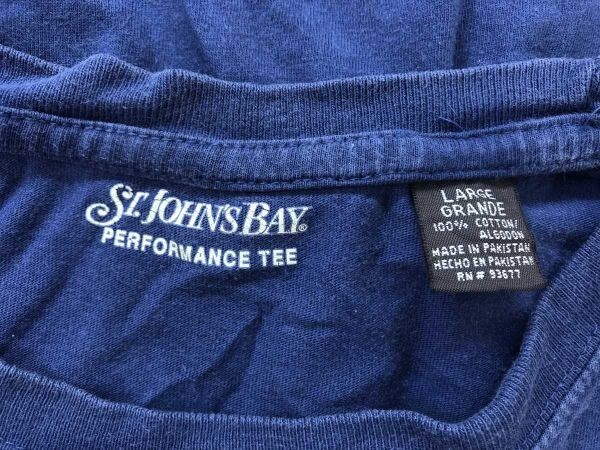 ST. JOHN'S BAY®
PERFORMANCE TEE
LARGE
GRANDE
100% COTTON/
ALGODON
MADE IN PAKISTAN
HECHO EN PAKISTAN
RN# 93677